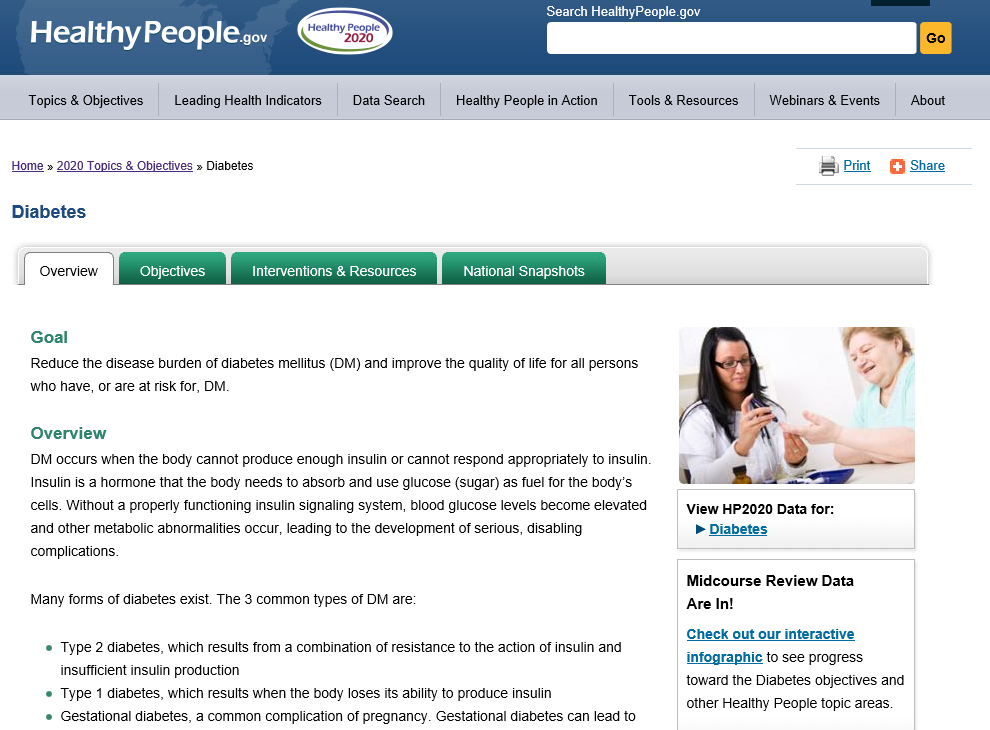 HealthyPeople.gov
Healthy People
2020
Search HealthyPeople.gov
Go
Topics & Objectives
Leading Health Indicators
Data Search
Healthy People in Action
Tools & Resources
Webinars & Events
About
Home » 2020 Topics & Objectives » Diabetes
Print
Share
Diabetes
Overview
Objectives
Interventions & Resources
National Snapshots
Goal
Reduce the disease burden of diabetes mellitus (DM) and improve the quality of life for all persons
who have, or are at risk for, DM.
Overview
DM occurs when the body cannot produce enough insulin or cannot respond appropriately to insulin.
Insulin is a hormone that the body needs to absorb and use glucose (sugar) as fuel for the body’s
cells. Without a properly functioning insulin signaling system, blood glucose levels become elevated
and other metabolic abnormalities occur, leading to the development of serious, disabling
complications.
Many forms of diabetes exist. The 3 common types of DM are:
Type 2 diabetes, which results from a combination of resistance to the action of insulin and
insufficient insulin production
Type 1 diabetes, which results when the body loses its ability to produce insulin
Gestational diabetes, a common complication of pregnancy. Gestational diabetes can lead to
View HP2020 Data for:
Diabetes
Midcourse Review Data
Are In!
Check out our interactive
infographic to see progress
toward the Diabetes objectives and
other Healthy People topic areas.